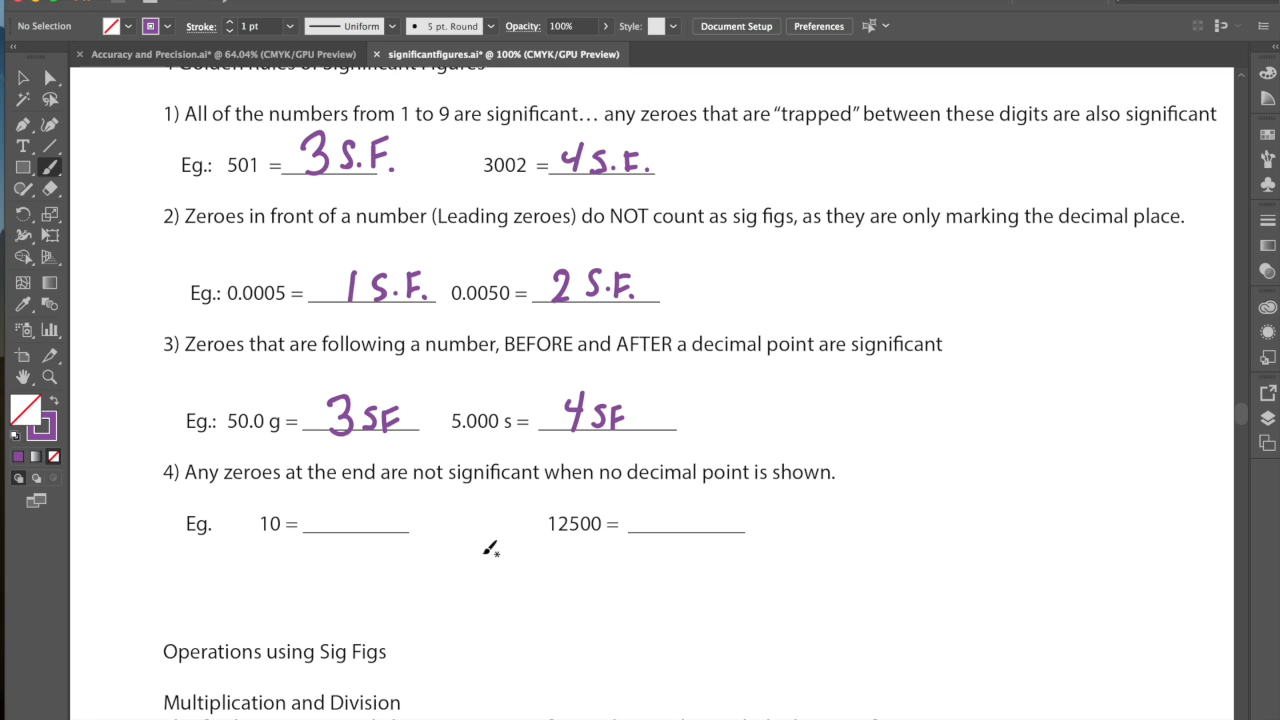 No Selection Stroke: 1 pt Uniform 5 pt. Round Opacity: 100% Style: Document Setup Preferences
Accuracy and Precision.ai* @ 64.04% (CMYK/GPU Preview) significantfigures.ai* @ 100% (CMYK/GPU Preview)
4 Golden Rules of Significant Figures
1) All of the numbers from 1 to 9 are significant… any zeroes that are “trapped” between these digits are also significant
Eg.: 501 = 3 S.F. 3002 = 4 S.F.
2) Zeroes in front of a number (Leading zeroes) do NOT count as sig figs, as they are only marking the decimal place.
Eg.: 0.0005 = 1 S.F. 0.0050 = 2 S.F.
3) Zeroes that are following a number, BEFORE and AFTER a decimal point are significant
Eg.: 50.0 g = 3 SF 5.000 s = 4 SF
4) Any zeroes at the end are not significant when no decimal point is shown.
Eg. 10 = 12500 =
Operations using Sig Figs
Multiplication and Division